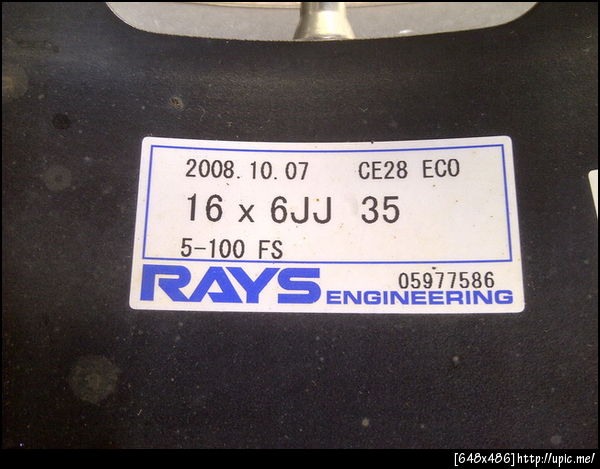 2008.10.07 CE28 ECO
16 x 6JJ 35
5-100 FS
RAYS ENGINEERING 05977586
[648x486]http://upic.me/